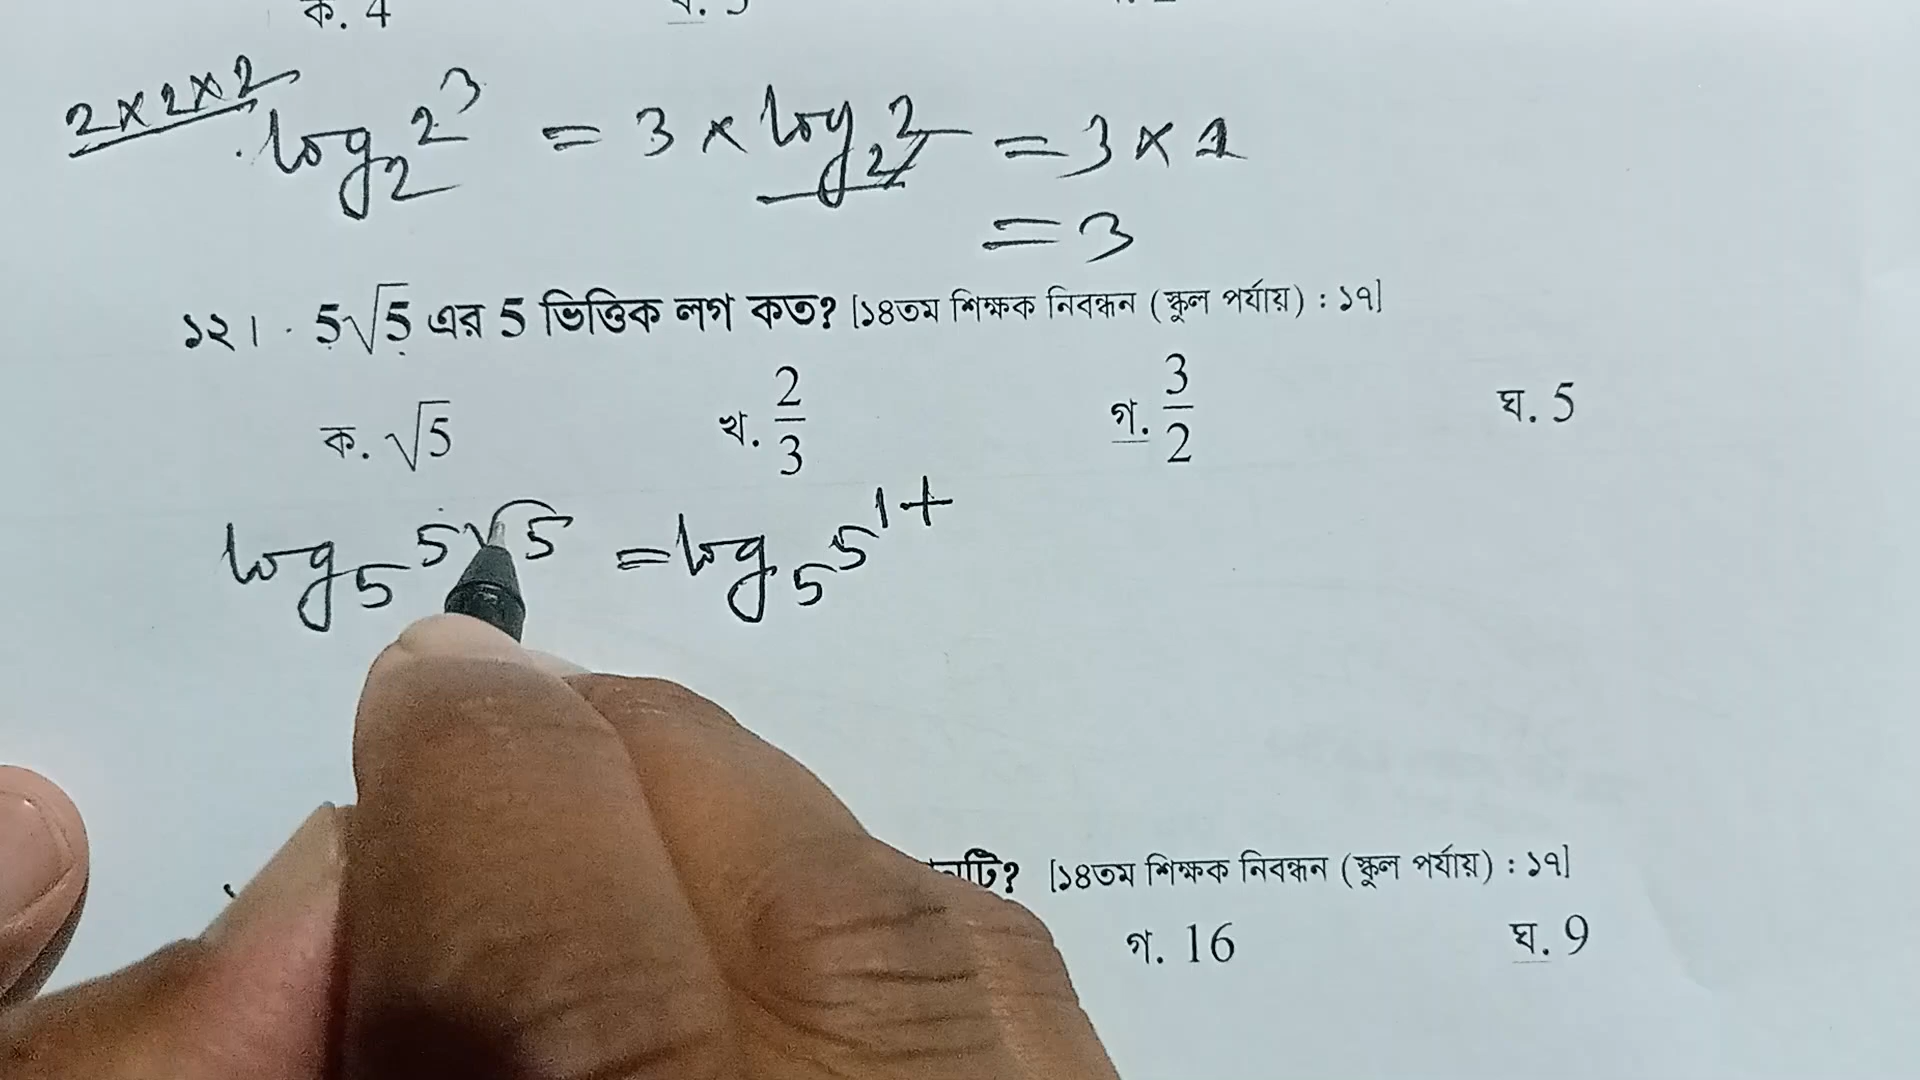 ক. 4
2×2×2 log₂2³ = 3 × log₂2 = 3 × 1
= 3
১২। 5√5 এর 5 ভিত্তিক লগ কত? [১৪তম শিক্ষক নিবন্ধন (স্কুল পর্যায়) : ১৭]
ক. √5 খ. 2/3 গ. 3/2 ঘ. 5
log₅5√5 = log₅5¹⁺
[১৪তম শিক্ষক নিবন্ধন (স্কুল পর্যায়) : ১৭]
গ. 16 ঘ. 9